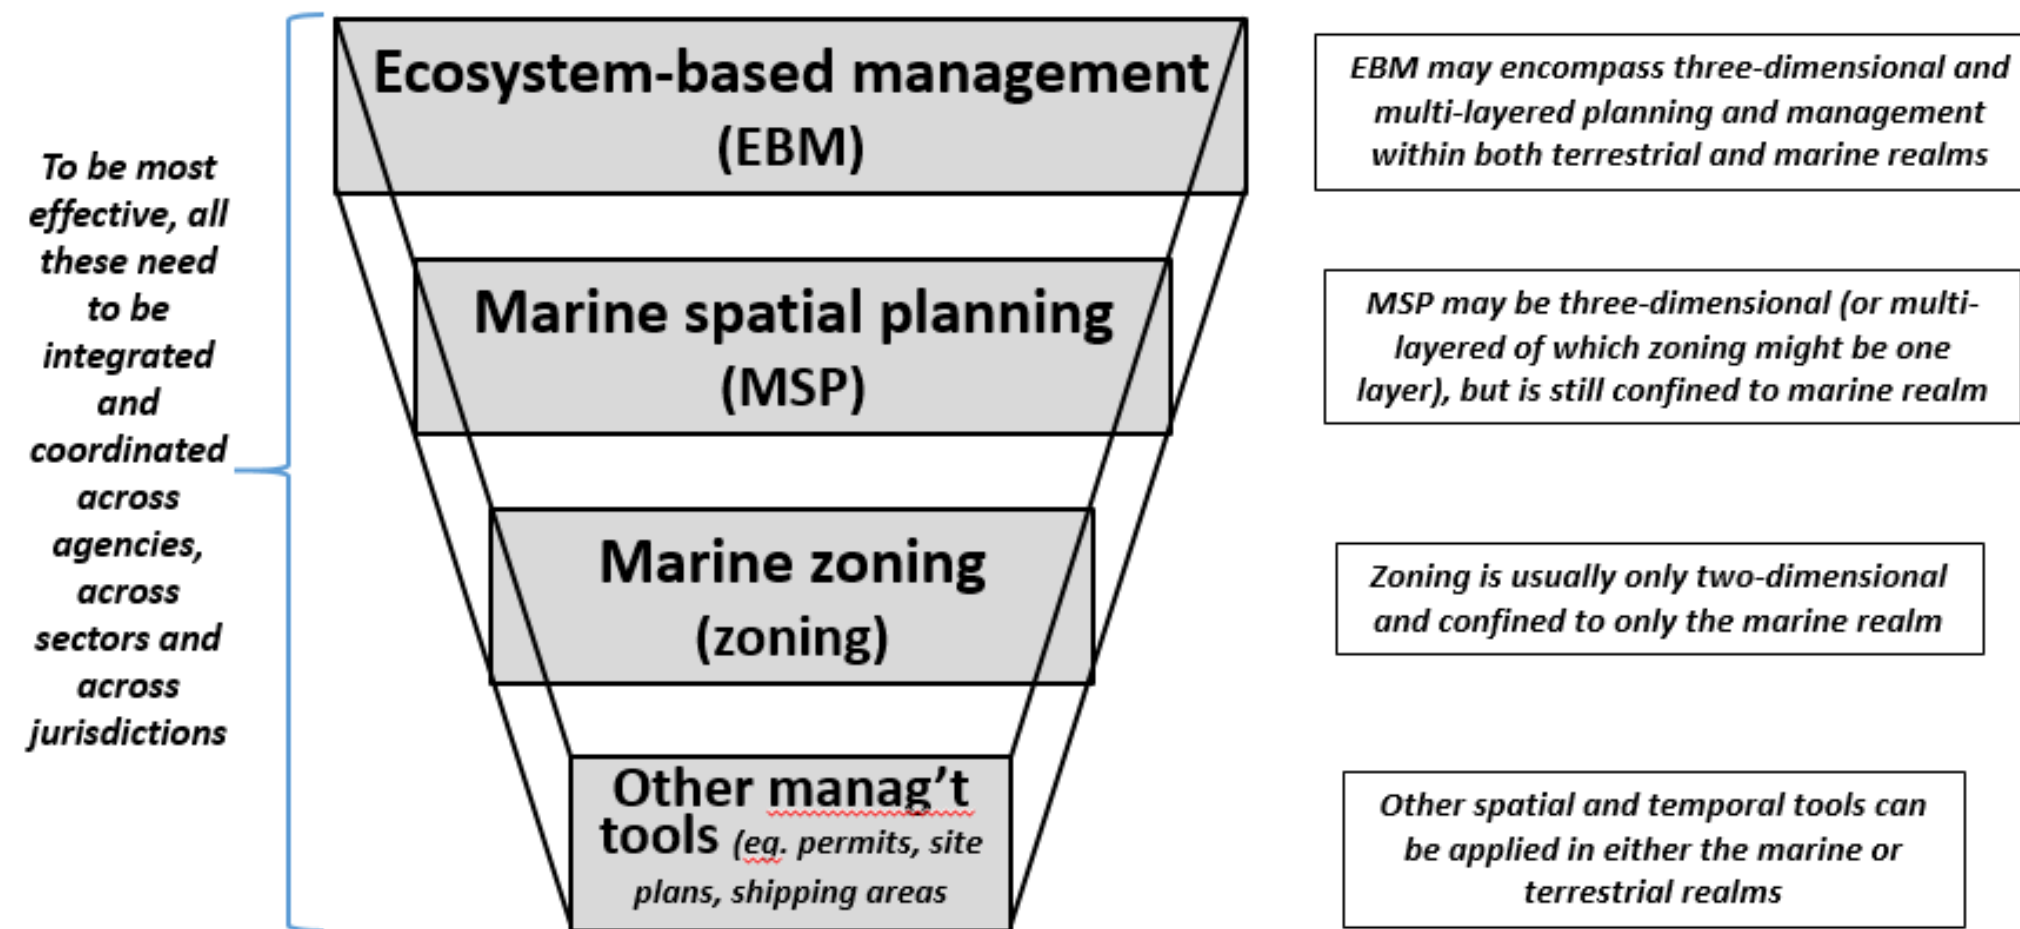 To be most
effective, all
these need
to be
integrated
and
coordinated
across
agencies,
across
sectors and
across
jurisdictions
Ecosystem-based management
(EBM)
EBM may encompass three-dimensional and
multi-layered planning and management
within both terrestrial and marine realms
Marine spatial planning
(MSP)
MSP may be three-dimensional (or multi-
layered of which zoning might be one
layer), but is still confined to marine realm
Marine zoning
(zoning)
Zoning is usually only two-dimensional
and confined to only the marine realm
Other manag’t
tools (eg. permits, site
plans, shipping areas
Other spatial and temporal tools can
be applied in either the marine or
terrestrial realms